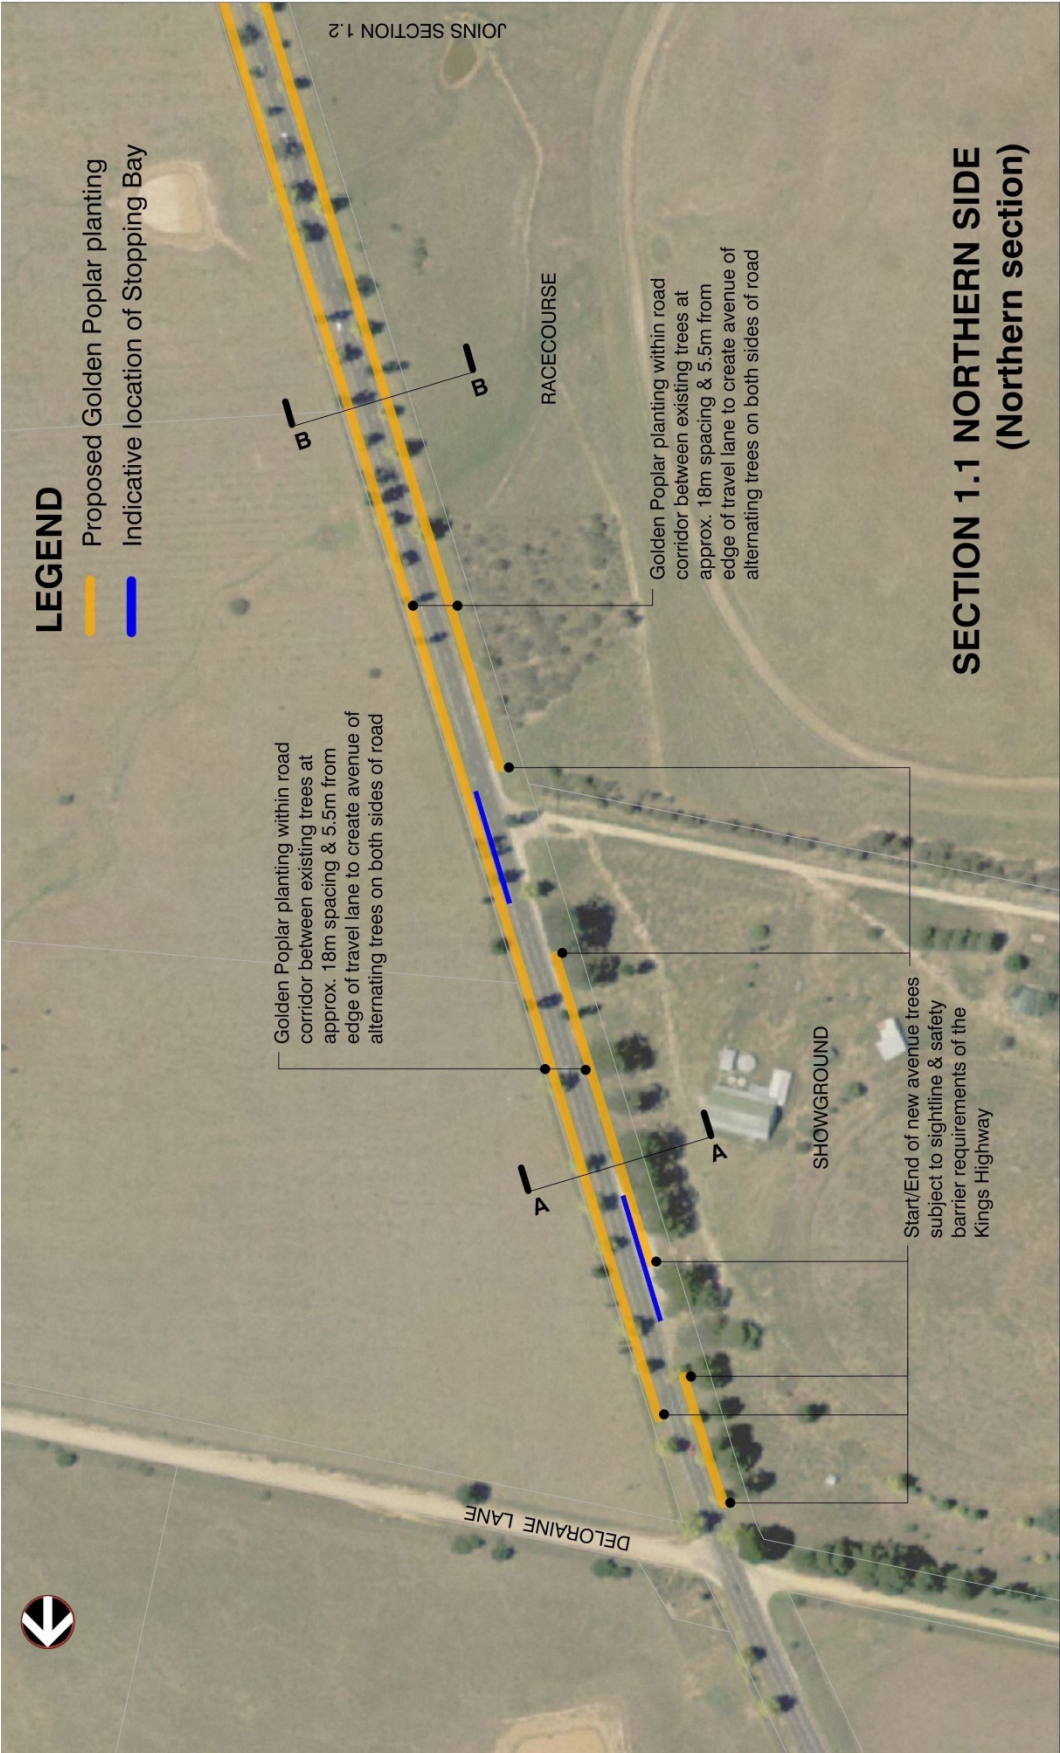 LEGEND
Proposed Golden Poplar planting
Indicative location of Stopping Bay
JOINS SECTION 1.2
Golden Poplar planting within road
corridor between existing trees at
approx. 18m spacing & 5.5m from
edge of travel lane to create avenue of
alternating trees on both sides of road
B
B
RACECOURSE
Golden Poplar planting within road
corridor between existing trees at
approx. 18m spacing & 5.5m from
edge of travel lane to create avenue of
alternating trees on both sides of road
A
A
SHOWGROUND
DELORAINE LANE
Start/End of new avenue trees
subject to sightline & safety
barrier requirements of the
Kings Highway
SECTION 1.1 NORTHERN SIDE
(Northern section)